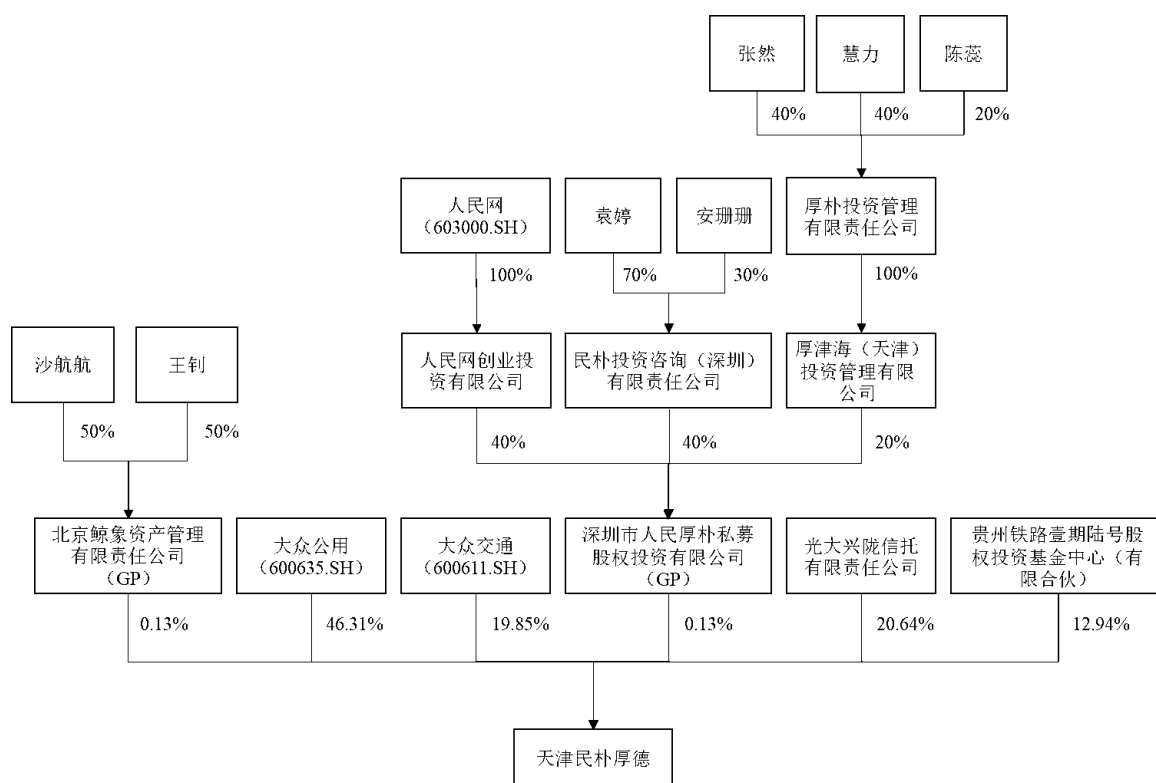 张然
慧力
陈蕊
40%
40%
20%
人民网
（603000.SH）
袁婷
安珊珊
厚朴投资管理
有限责任公司
100%
70%
30%
100%
沙航航
王钊
人民网创业投
资有限公司
民朴投资咨询（深圳）
有限责任公司
厚津海（天津）
投资管理有限
公司
50%
50%
40%
40%
20%
北京鲸象资产管理
有限责任公司
（GP）
大众公用
（600635.SH）
大众交通
（600611.SH）
深圳市人民厚朴私募
股权投资有限公司
（GP）
光大兴陇信托
有限责任公司
贵州铁路壹期陆号股
权投资基金中心（有
限合伙）
0.13%
46.31%
19.85%
0.13%
20.64%
12.94%
天津民朴厚德